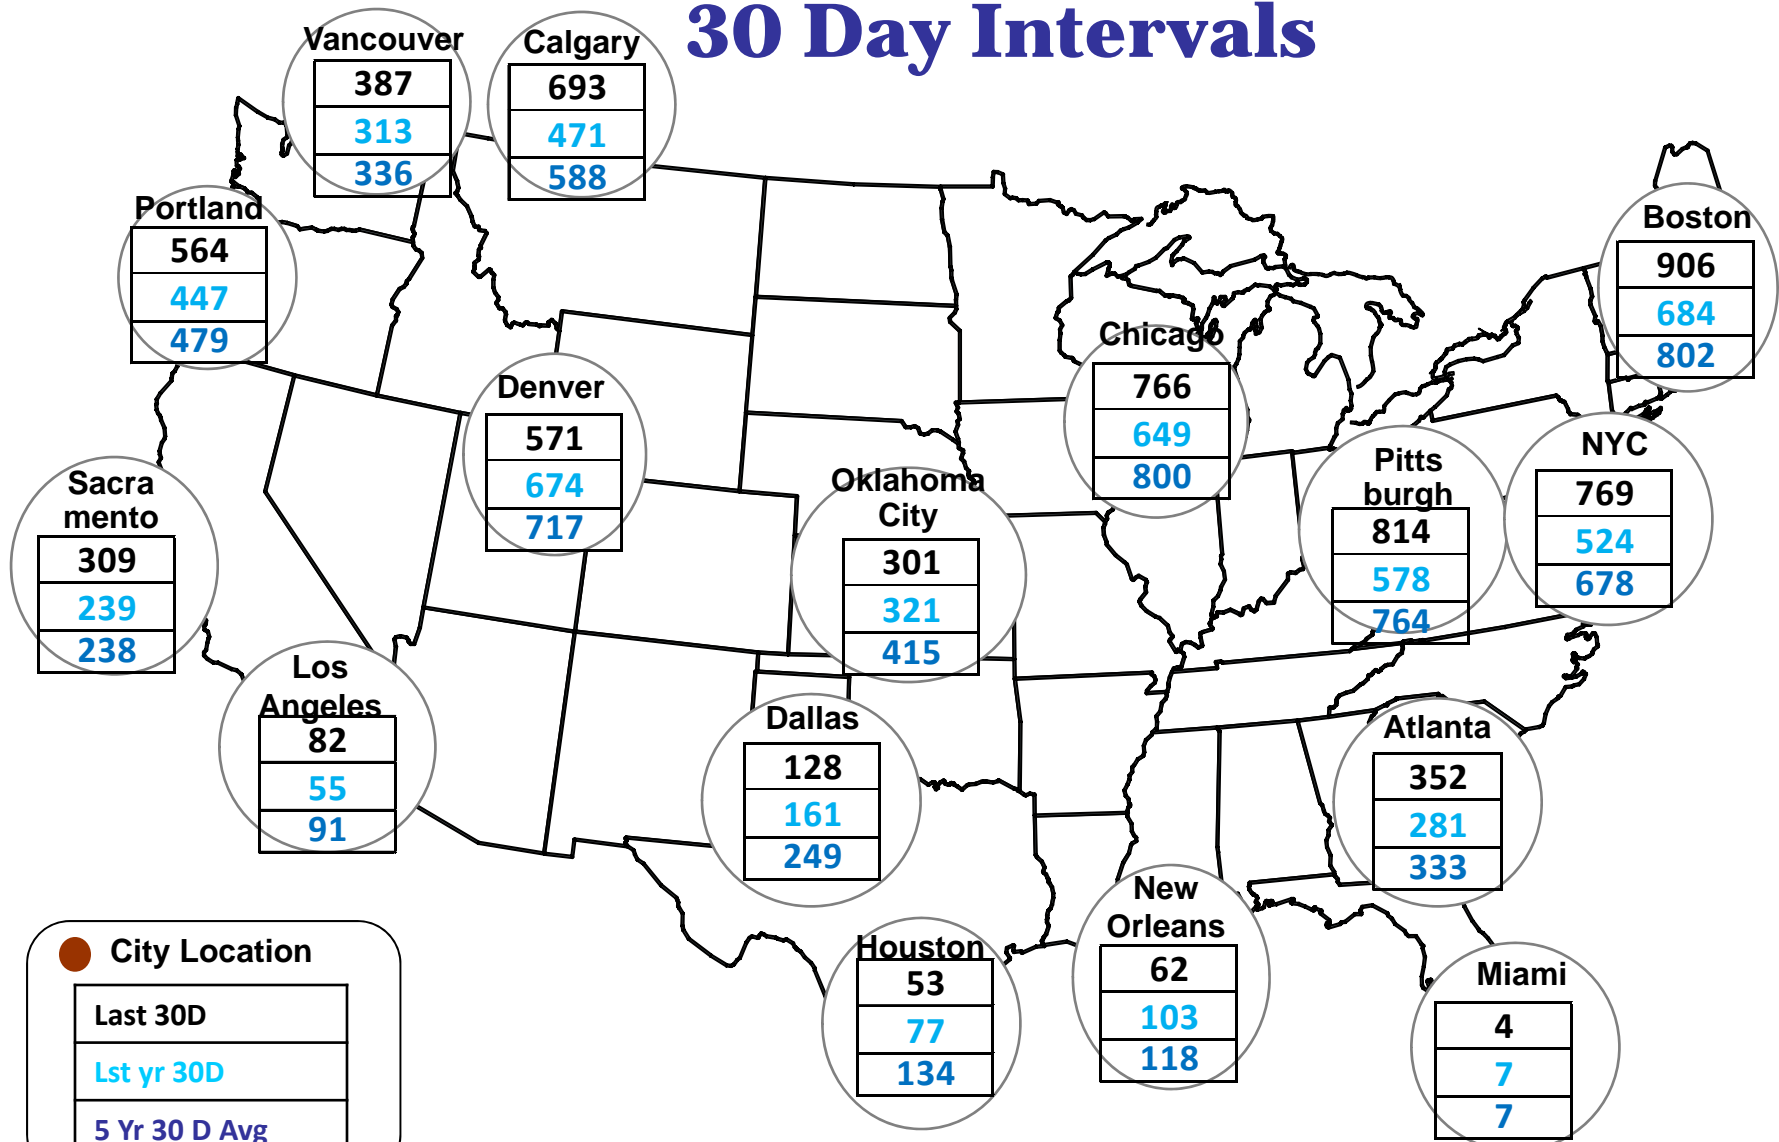 30 Day Intervals
Vancouver
387
313
336
Calgary
693
471
588
Portland
564
447
479
Boston
906
684
802
Chicago
766
649
800
Denver
571
674
717
Sacra
mento
309
239
238
Oklahoma
City
301
321
415
Pitts
burgh
814
578
764
NYC
769
524
678
Los
Angeles
82
55
91
Dallas
128
161
249
Atlanta
352
281
333
Houston
53
77
134
New
Orleans
62
103
118
Miami
4
7
7
City Location
Last 30D
Lst yr 30D
5 Yr 30 D Avg